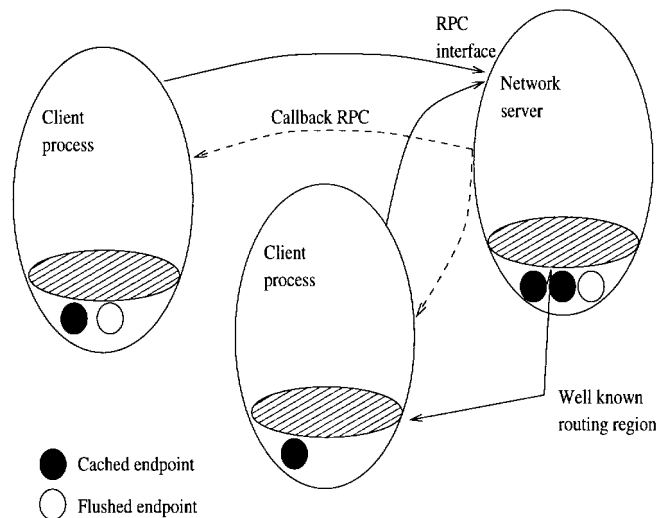 RPC
interface
Network
server
Client
process
Callback RPC
Client
process
Well known
routing region
Cached endpoint
Flushed endpoint